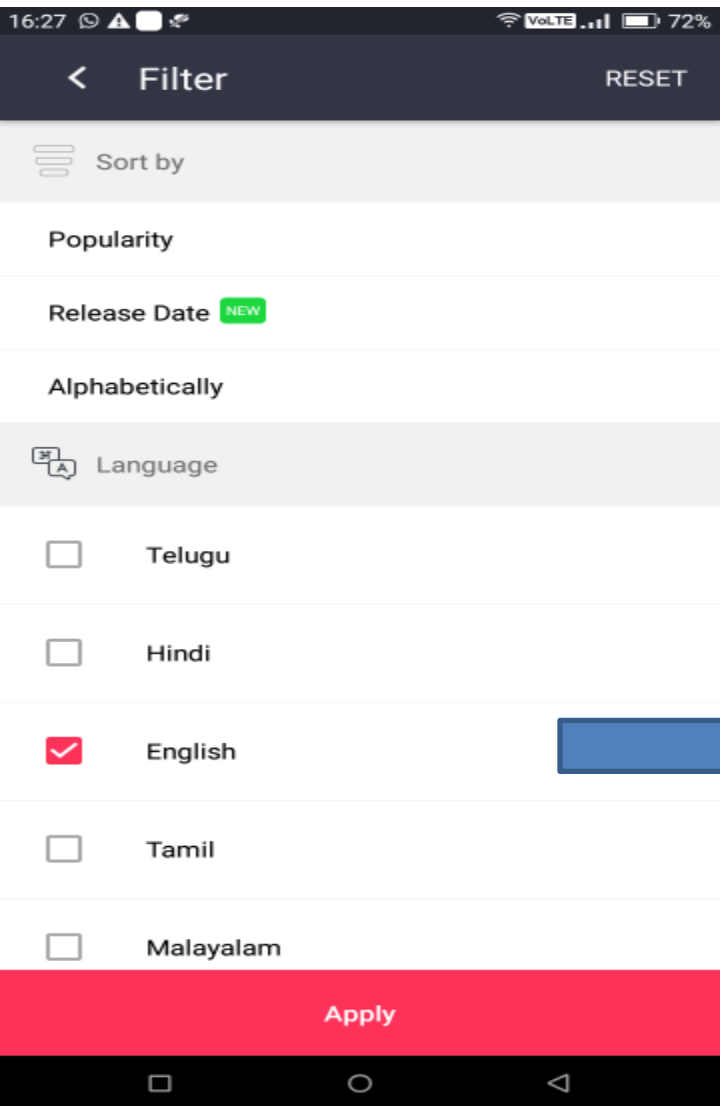 16:27 VoLTE 72%
Filter RESET
Sort by
Popularity
Release Date NEW
Alphabetically
अ A Language
Telugu
Hindi
English
Tamil
Malayalam
Apply